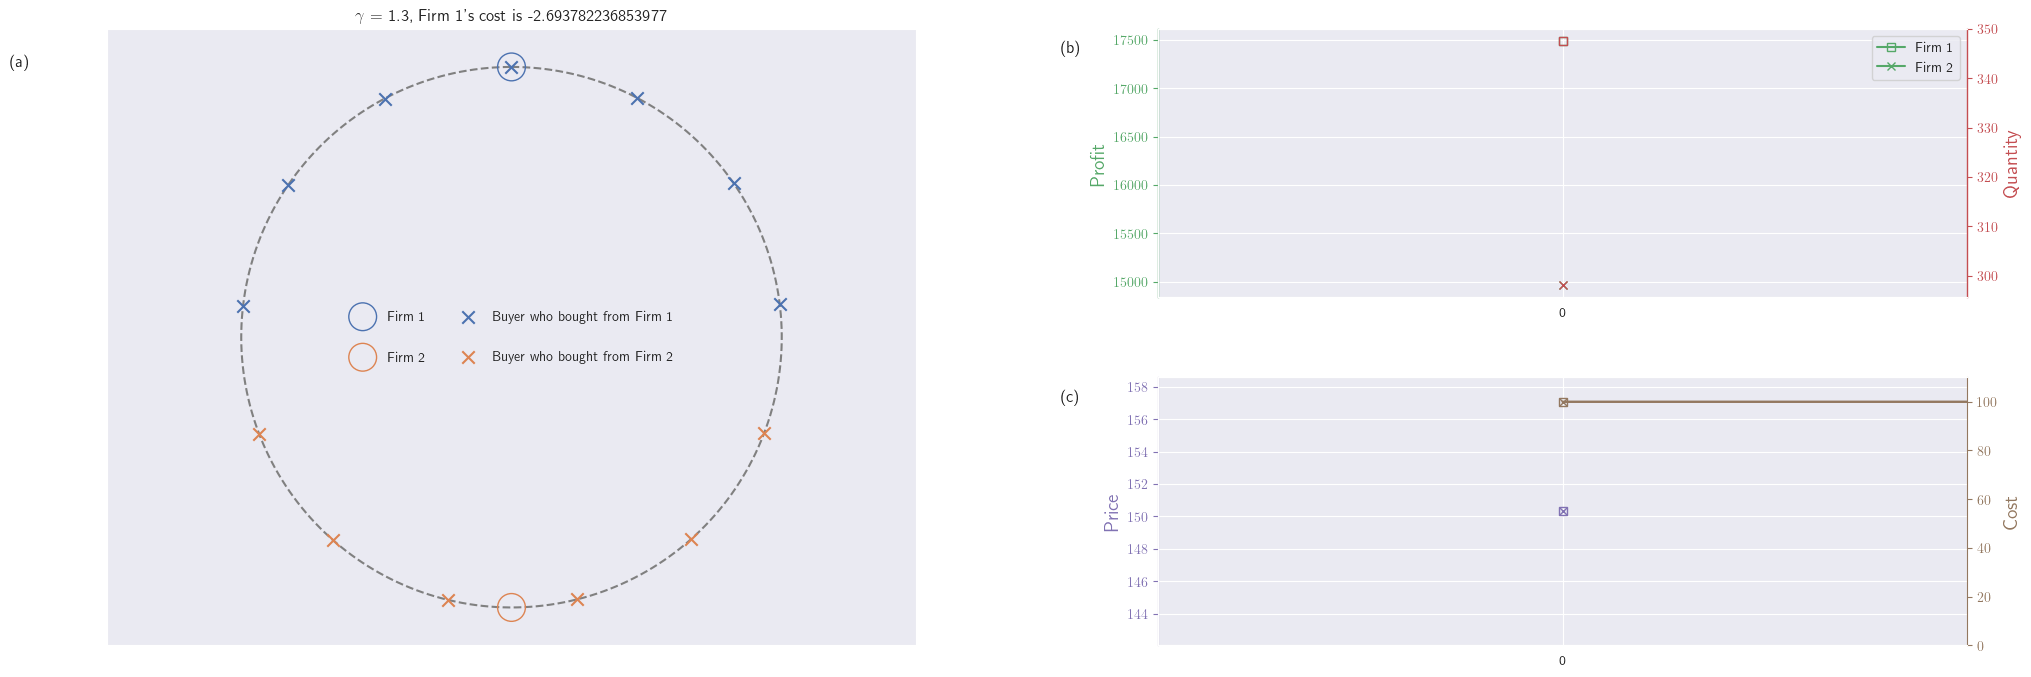 γ = 1.3, Firm 1's cost is -2.693782236853977
(a)
Firm 1
Buyer who bought from Firm 1
Firm 2
Buyer who bought from Firm 2
(b)
Profit
17500
17000
16500
16000
15500
15000
0
Firm 1
Firm 2
350
340
330
320
310
300
Quantity
(c)
Price
158
156
154
152
150
148
146
144
0
100
80
60
40
20
0
Cost